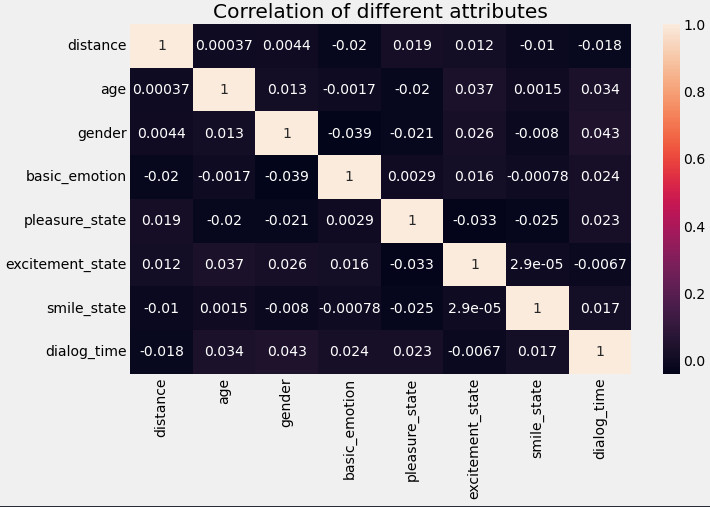 Correlation of different attributes
distance 1 0.00037 0.0044 -0.02 0.019 0.012 -0.01 -0.018
age 0.00037 1 0.013 -0.0017 -0.02 0.037 0.0015 0.034
gender 0.0044 0.013 1 -0.039 -0.021 0.026 -0.008 0.043
basic_emotion -0.02 -0.0017 -0.039 1 0.0029 0.016 -0.00078 0.024
pleasure_state 0.019 -0.02 -0.021 0.0029 1 -0.033 -0.025 0.023
excitement_state 0.012 0.037 0.026 0.016 -0.033 1 2.9e-05 -0.0067
smile_state -0.01 0.0015 -0.008 -0.00078 -0.025 2.9e-05 1 0.017
dialog_time -0.018 0.034 0.043 0.024 0.023 -0.0067 0.017 1
distance
age
gender
basic_emotion
pleasure_state
excitement_state
smile_state
dialog_time
1.0
0.8
0.6
0.4
0.2
0.0